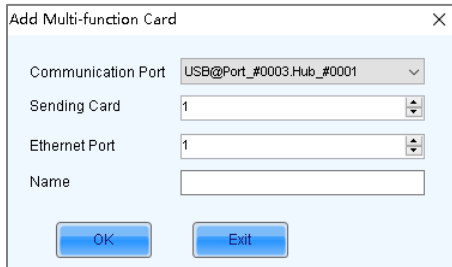 Add Multi-function Card
Communication Port USB@Port_#0003.Hub_#0001
Sending Card 1
Ethernet Port 1
Name
OK Exit